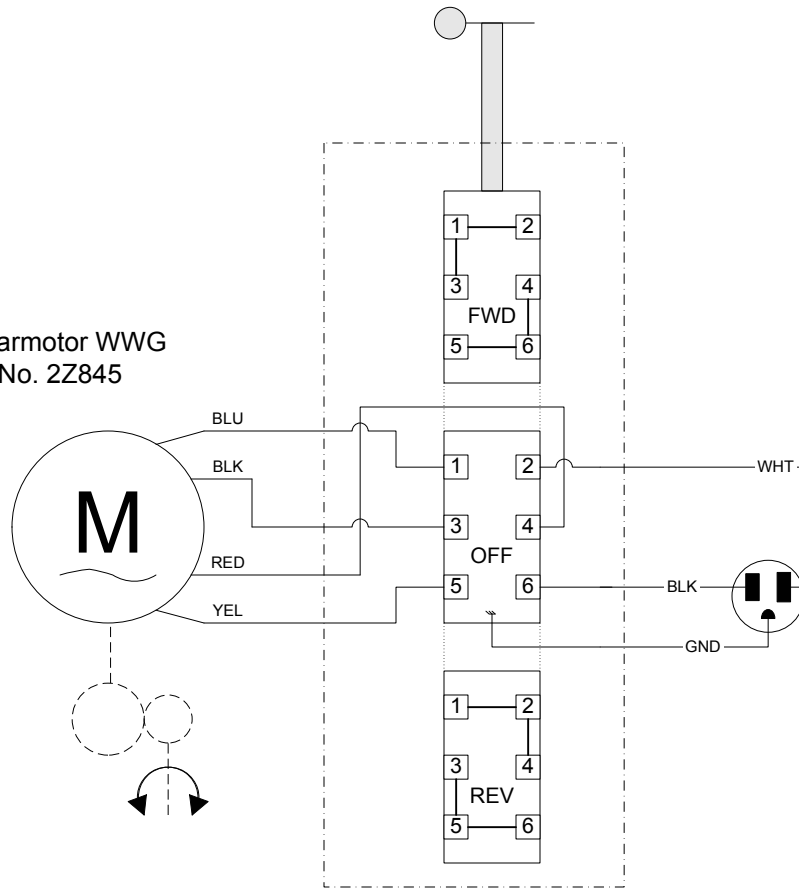 1 2
3 4
FWD
5 6
armotor WWG
No. 2Z845
BLU
BLK
RED
YEL
M
1 2
3 4
OFF
5 6
WHT
BLK
GND
1 2
3 4
REV
5 6